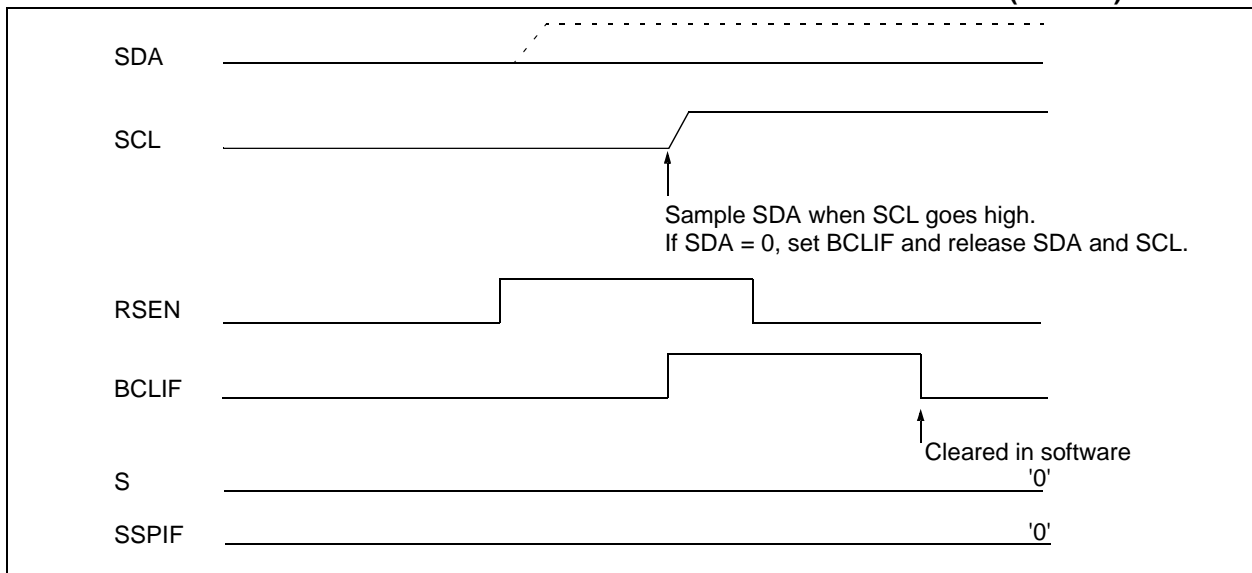 SDA
SCL
Sample SDA when SCL goes high.
If SDA = 0, set BCLIF and release SDA and SCL.
RSEN
BCLIF
Cleared in software
S
'0'
SSPIF
'0'